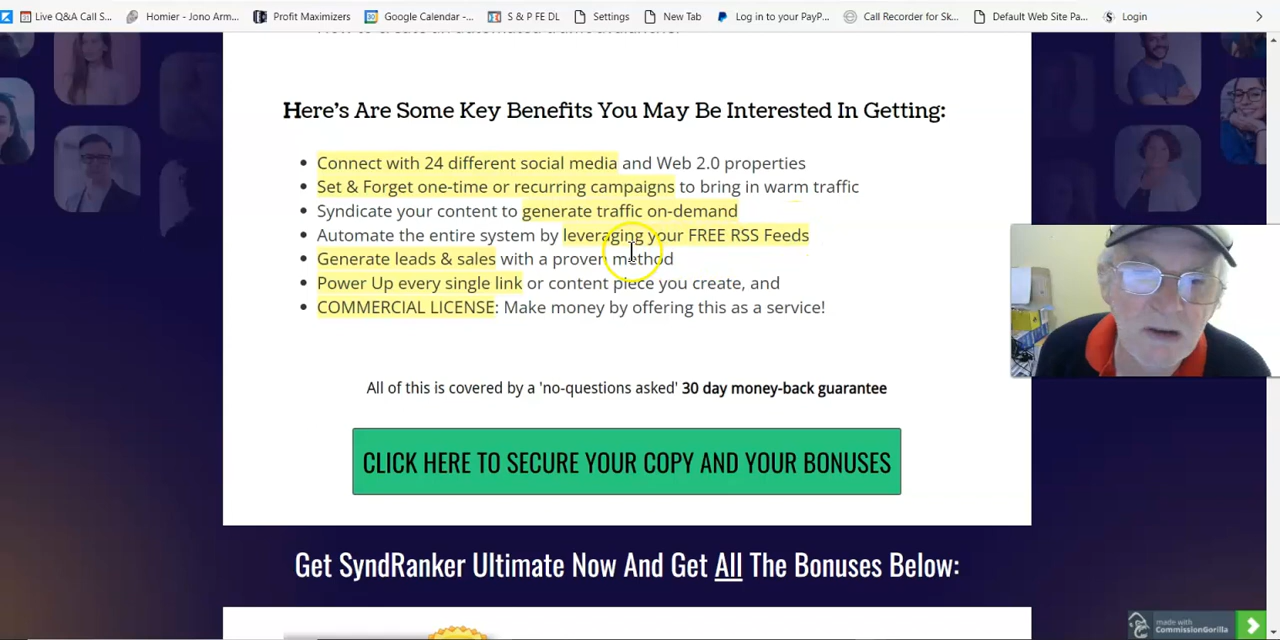 Live Q&A Call S... Homier - Jono Arm... Profit Maximizers Google Calendar -... S & P FE DL Settings New Tab Log in to your PayP... Call Recorder for Sk... Default Web Site Pa... Login
Here's Are Some Key Benefits You May Be Interested In Getting:
• Connect with 24 different social media and Web 2.0 properties
• Set & Forget one-time or recurring campaigns to bring in warm traffic
• Syndicate your content to generate traffic on-demand
• Automate the entire system by leveraging your FREE RSS Feeds
• Generate leads & sales with a proven method
• Power Up every single link or content piece you create, and
• COMMERCIAL LICENSE: Make money by offering this as a service!
All of this is covered by a 'no-questions asked' 30 day money-back guarantee
CLICK HERE TO SECURE YOUR COPY AND YOUR BONUSES
Get SyndRanker Ultimate Now And Get All The Bonuses Below:
made with
CommissionGorilla